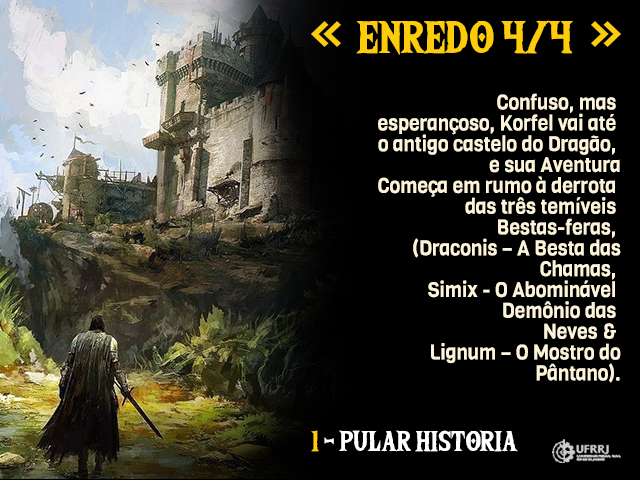 « ENREDO 4/4 »
Confuso, mas
esperançoso, Korfel vai até
o antigo castelo do Dragão,
e sua Aventura
Começa em rumo à derrota
das três temíveis
Bestas-feras,
(Draconis – A Besta das
Chamas,
Simix - O Abominável
Demônio das
Neves &
Lignum – O Mostro do
Pântano).
1 - PULAR HISTORIA
UFRRJ